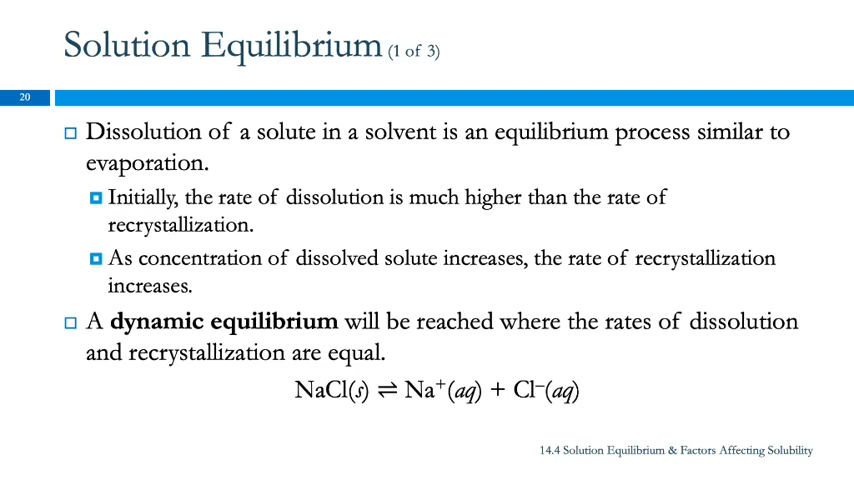 Solution Equilibrium (1 of 3)
20
Dissolution of a solute in a solvent is an equilibrium process similar to
evaporation.
Initially, the rate of dissolution is much higher than the rate of
recrystallization.
As concentration of dissolved solute increases, the rate of recrystallization
increases.
A dynamic equilibrium will be reached where the rates of dissolution
and recrystallization are equal.
NaCl(s) ⇌ Na⁺(aq) + Cl⁻(aq)
14.4 Solution Equilibrium & Factors Affecting Solubility